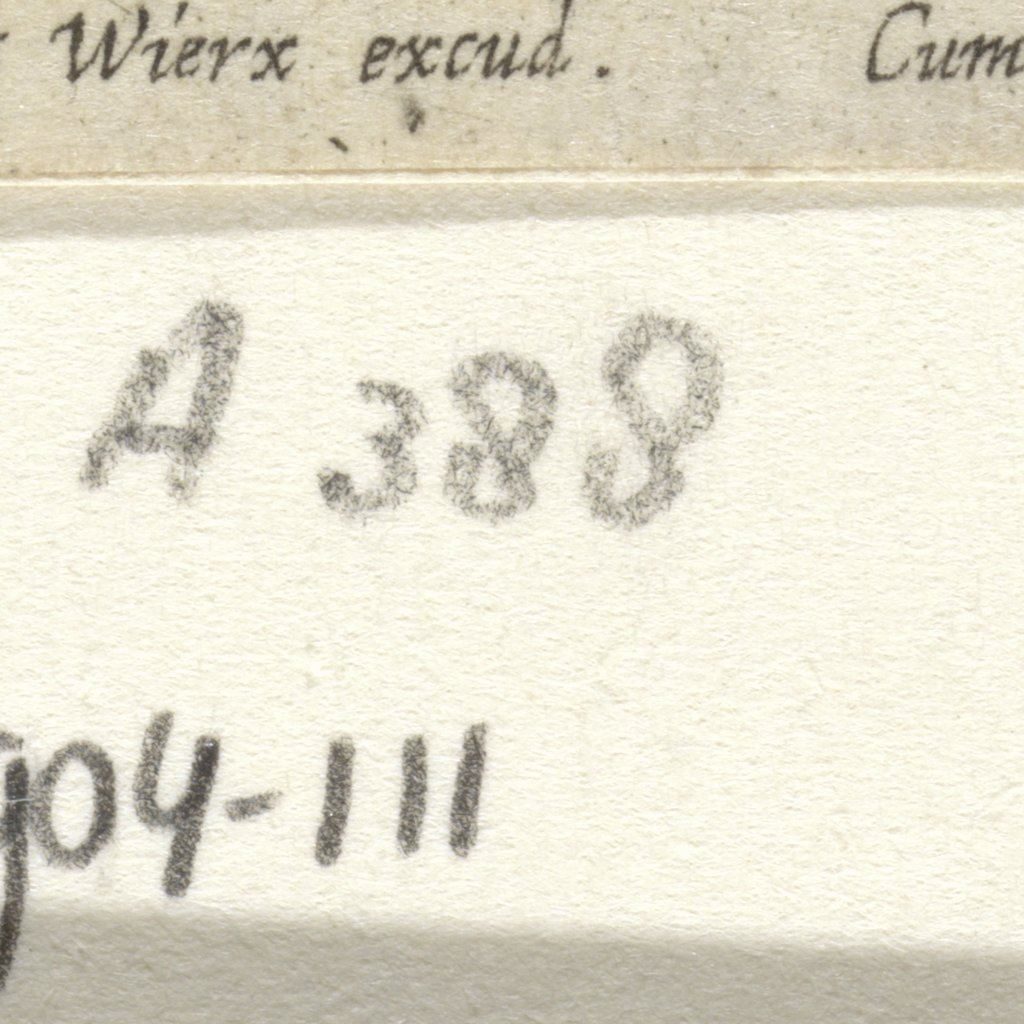 Wierx excud. Cum
A 388
904-111